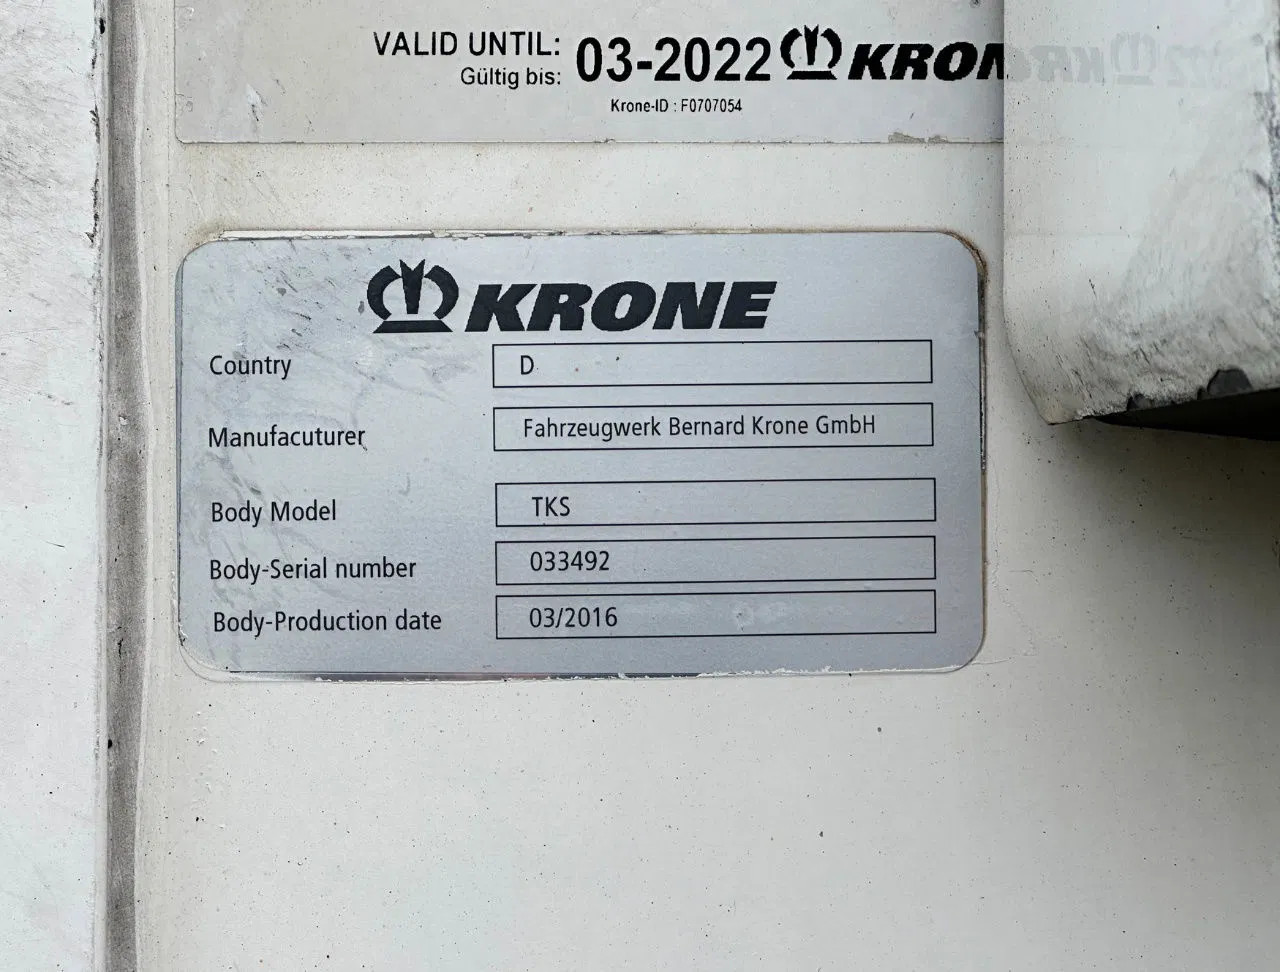 VALID UNTIL: 03-2022 KRON
Gültig bis:
Krone-ID : F0707054
KRONE
Country D
Manufacuturer Fahrzeugwerk Bernard Krone GmbH
Body Model TKS
Body-Serial number 033492
Body-Production date 03/2016